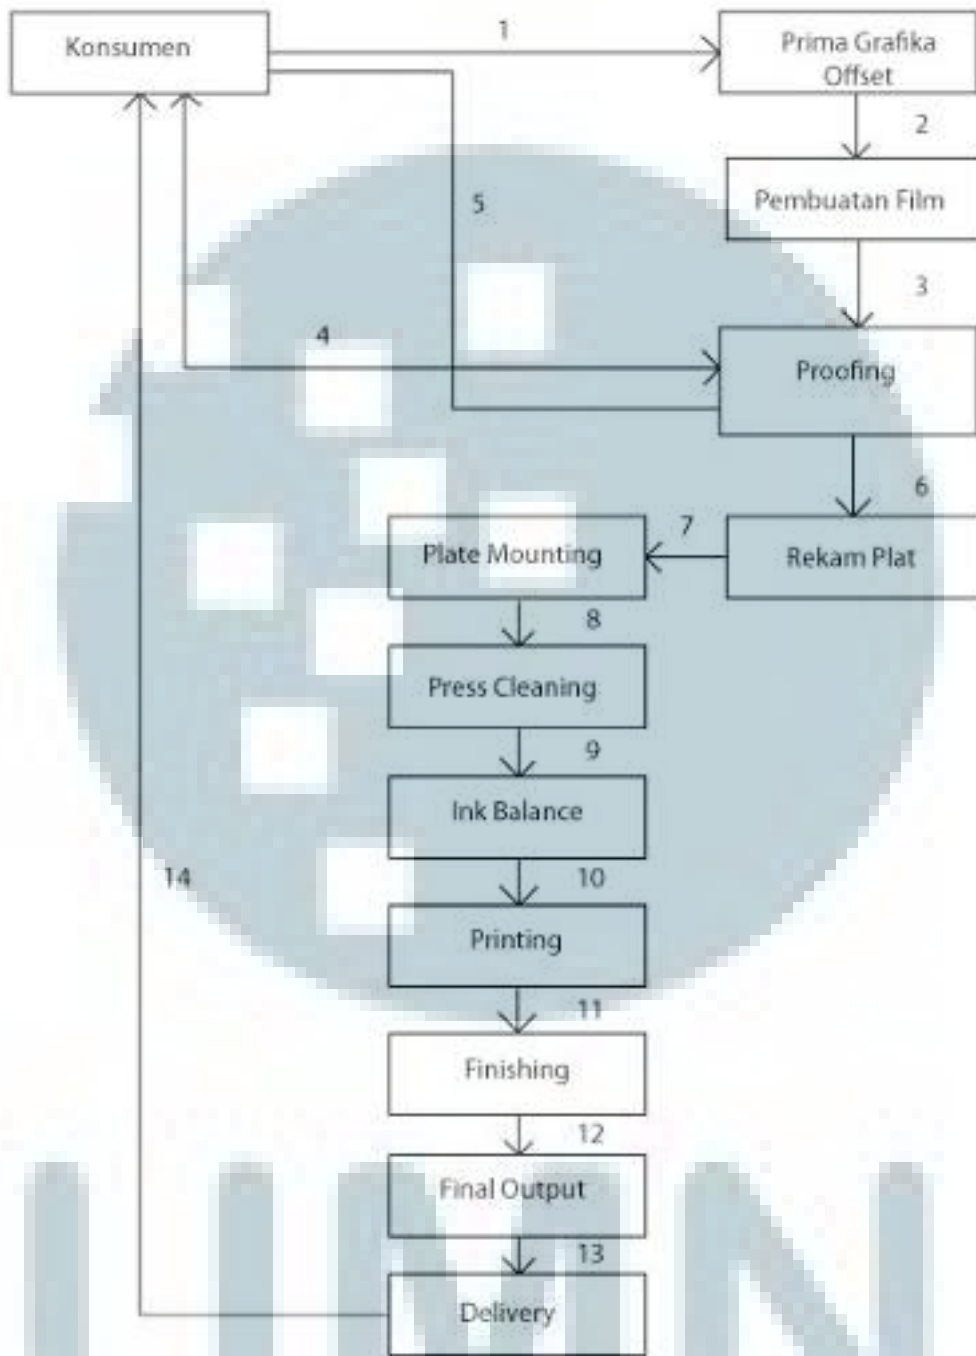 Konsumen
1
Prima Grafika
Offset
2
Pembuatan Film
5
3
4
Proofing
6
7
Plate Mounting
Rekam Plat
8
Press Cleaning
9
Ink Balance
14
10
Printing
11
Finishing
12
Final Output
13
Delivery